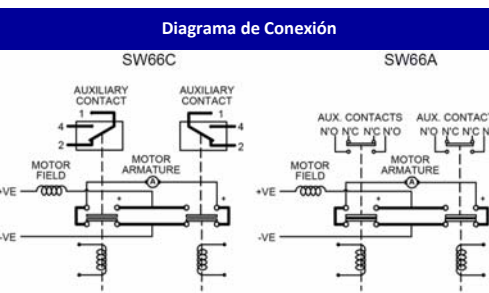 Diagrama de Conexión
SW66C
AUXILIARY
CONTACT
1
4
2
AUXILIARY
CONTACT
1
4
2
MOTOR
FIELD
MOTOR
ARMATURE
A
+VE
-VE
*
*
SW66A
AUX. CONTACTS
N'O N'C N'C N'O
AUX. CONTAC
N'O N'C N'C N
MOTOR
FIELD
MOTOR
ARMATURE
A
+VE
-VE
*
*